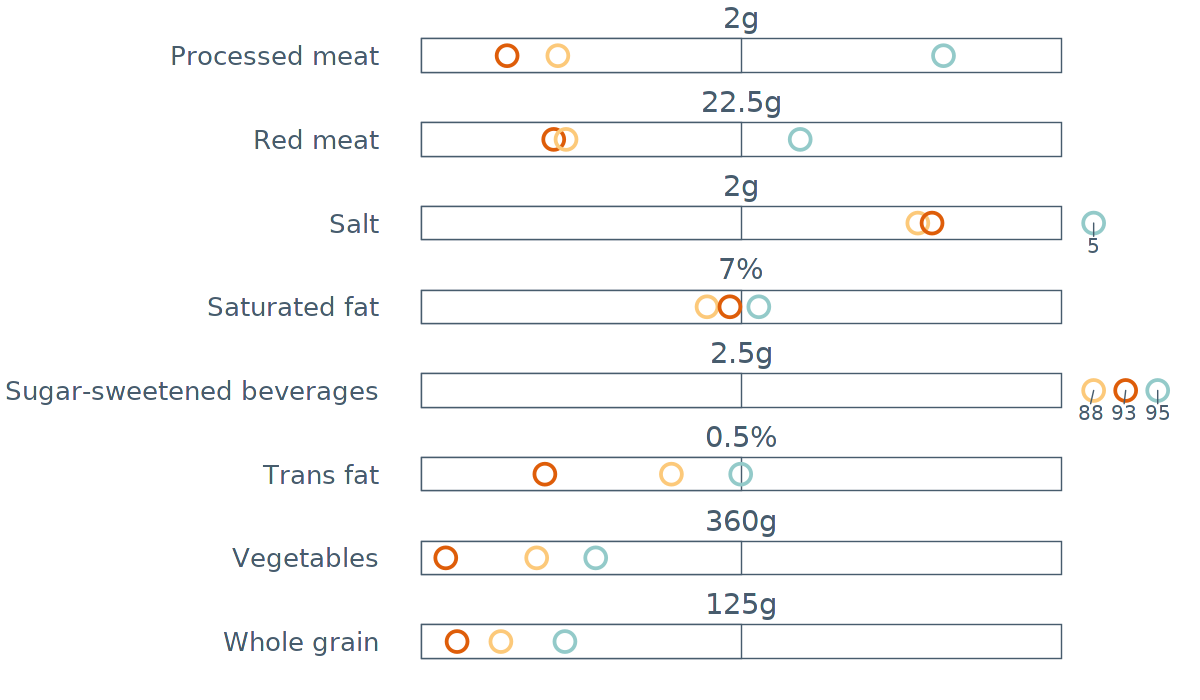 2g
Processed meat
22.5g
Red meat
2g
Salt
5
7%
Saturated fat
2.5g
Sugar-sweetened beverages
88 93 95
0.5%
Trans fat
360g
Vegetables
125g
Whole grain